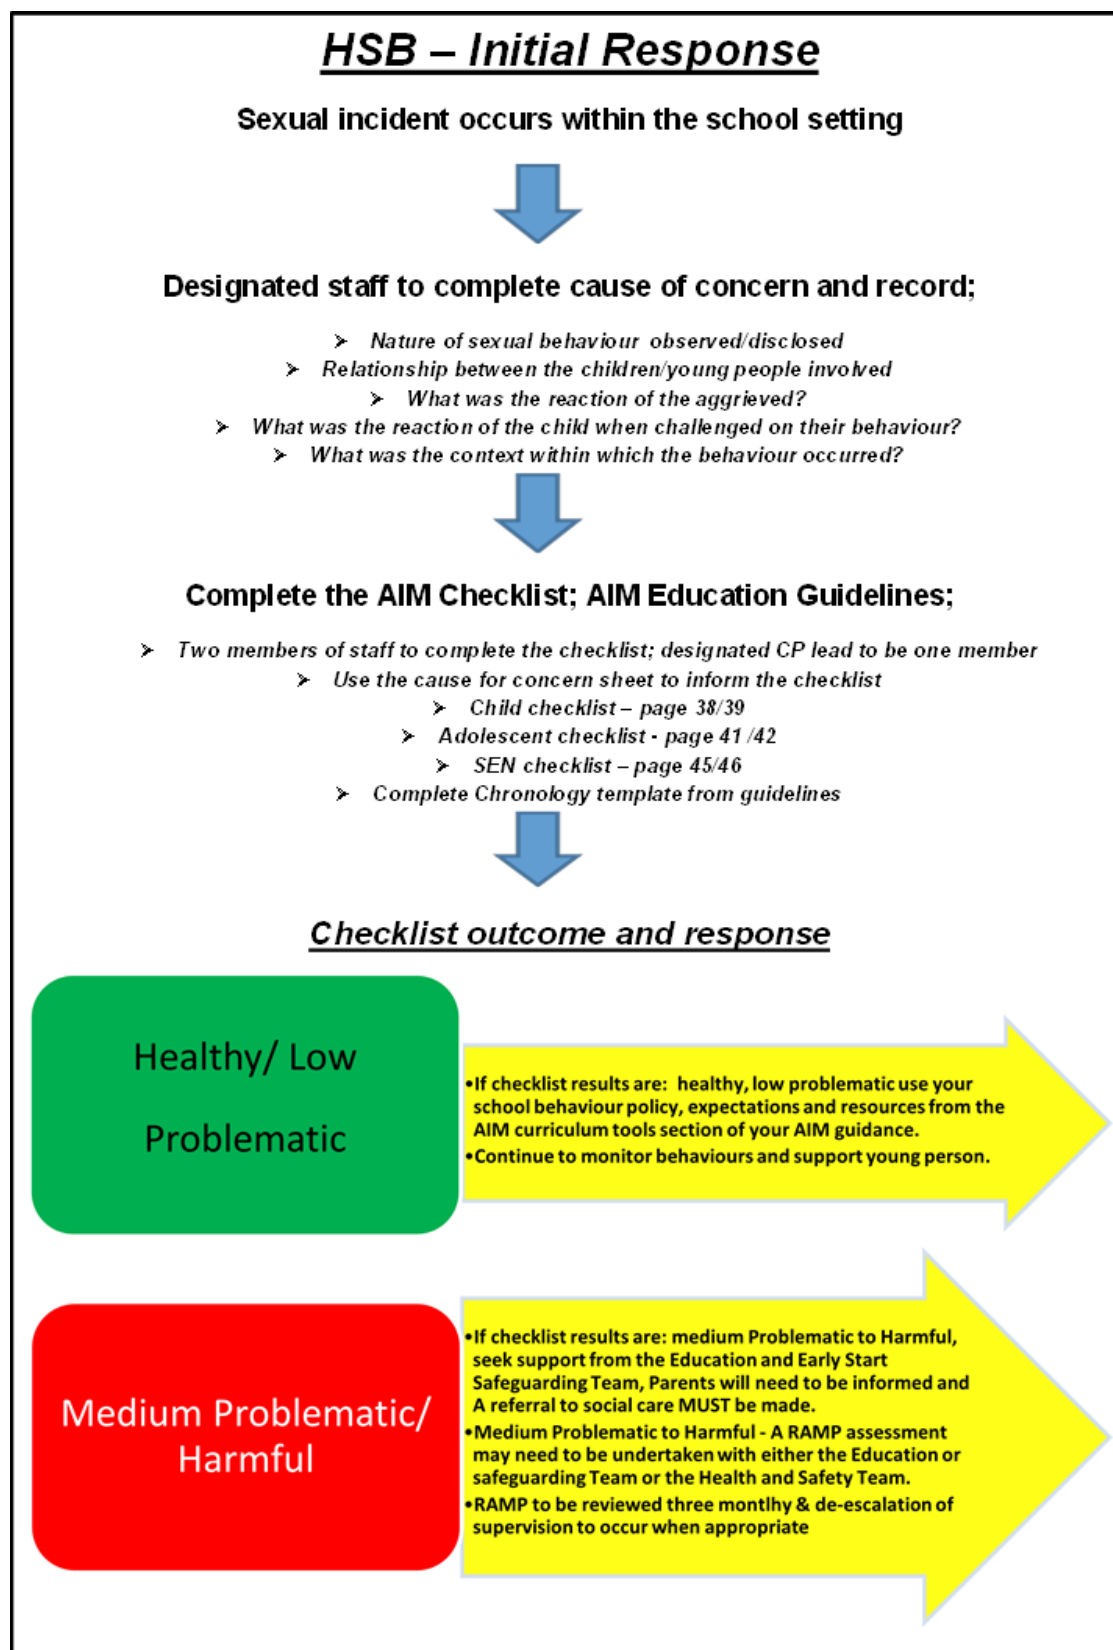 HSB – Initial Response
Sexual incident occurs within the school setting
Designated staff to complete cause of concern and record;
➢ Nature of sexual behaviour observed/disclosed
➢ Relationship between the children/young people involved
➢ What was the reaction of the aggrieved?
➢ What was the reaction of the child when challenged on their behaviour?
➢ What was the context within which the behaviour occurred?
Complete the AIM Checklist; AIM Education Guidelines;
➢ Two members of staff to complete the checklist; designated CP lead to be one member
➢ Use the cause for concern sheet to inform the checklist
➢ Child checklist – page 38/39
➢ Adolescent checklist - page 41 /42
➢ SEN checklist – page 45/46
➢ Complete Chronology template from guidelines
Checklist outcome and response
Healthy/ Low
Problematic
•If checklist results are: healthy, low problematic use your
school behaviour policy, expectations and resources from the
AIM curriculum tools section of your AIM guidance.
•Continue to monitor behaviours and support young person.
Medium Problematic/
Harmful
•If checklist results are: medium Problematic to Harmful,
seek support from the Education and Early Start
Safeguarding Team, Parents will need to be informed and
A referral to social care MUST be made.
•Medium Problematic to Harmful - A RAMP assessment
may need to be undertaken with either the Education or
safeguarding Team or the Health and Safety Team.
•RAMP to be reviewed three montlhy & de-escalation of
supervision to occur when appropriate